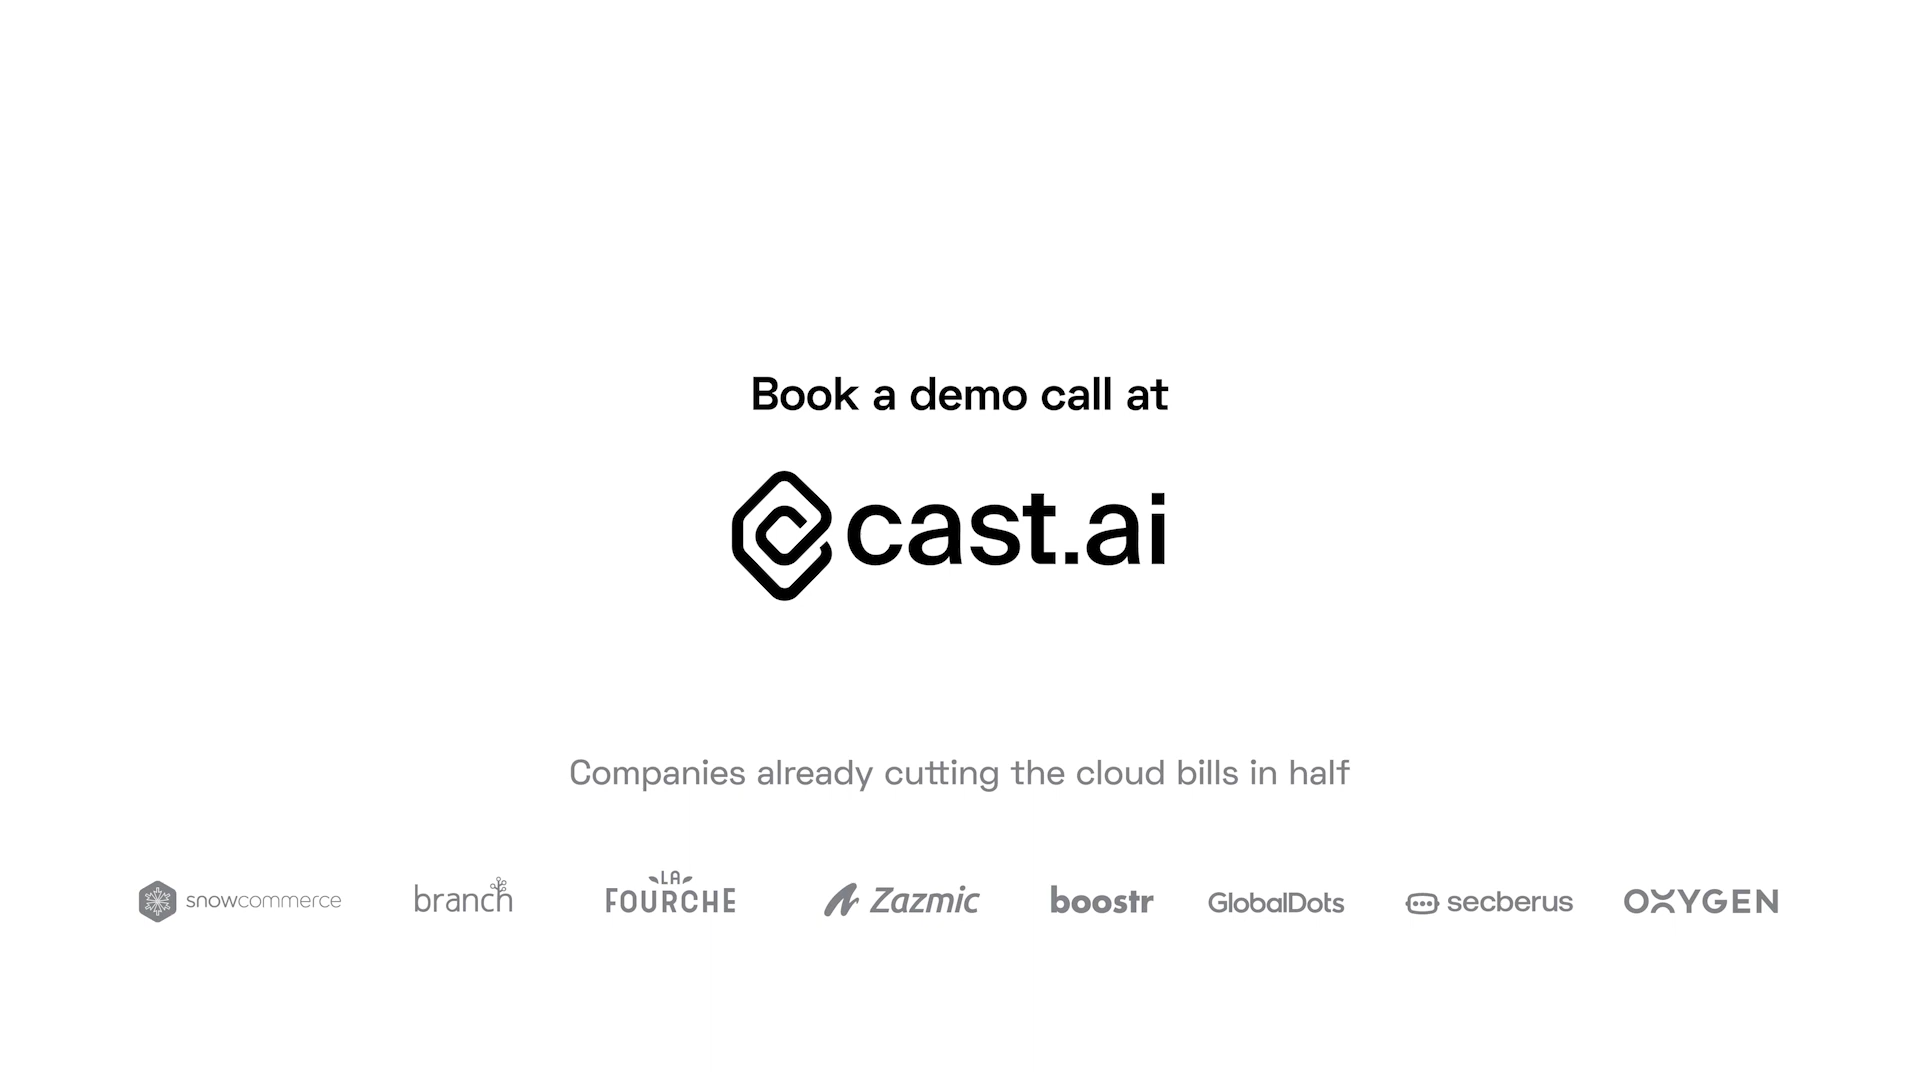 Book a demo call at
cast.ai
Companies already cutting the cloud bills in half
snowcommerce branch LA FOURCHE Zazmic boostr GlobalDots secberus OXYGEN